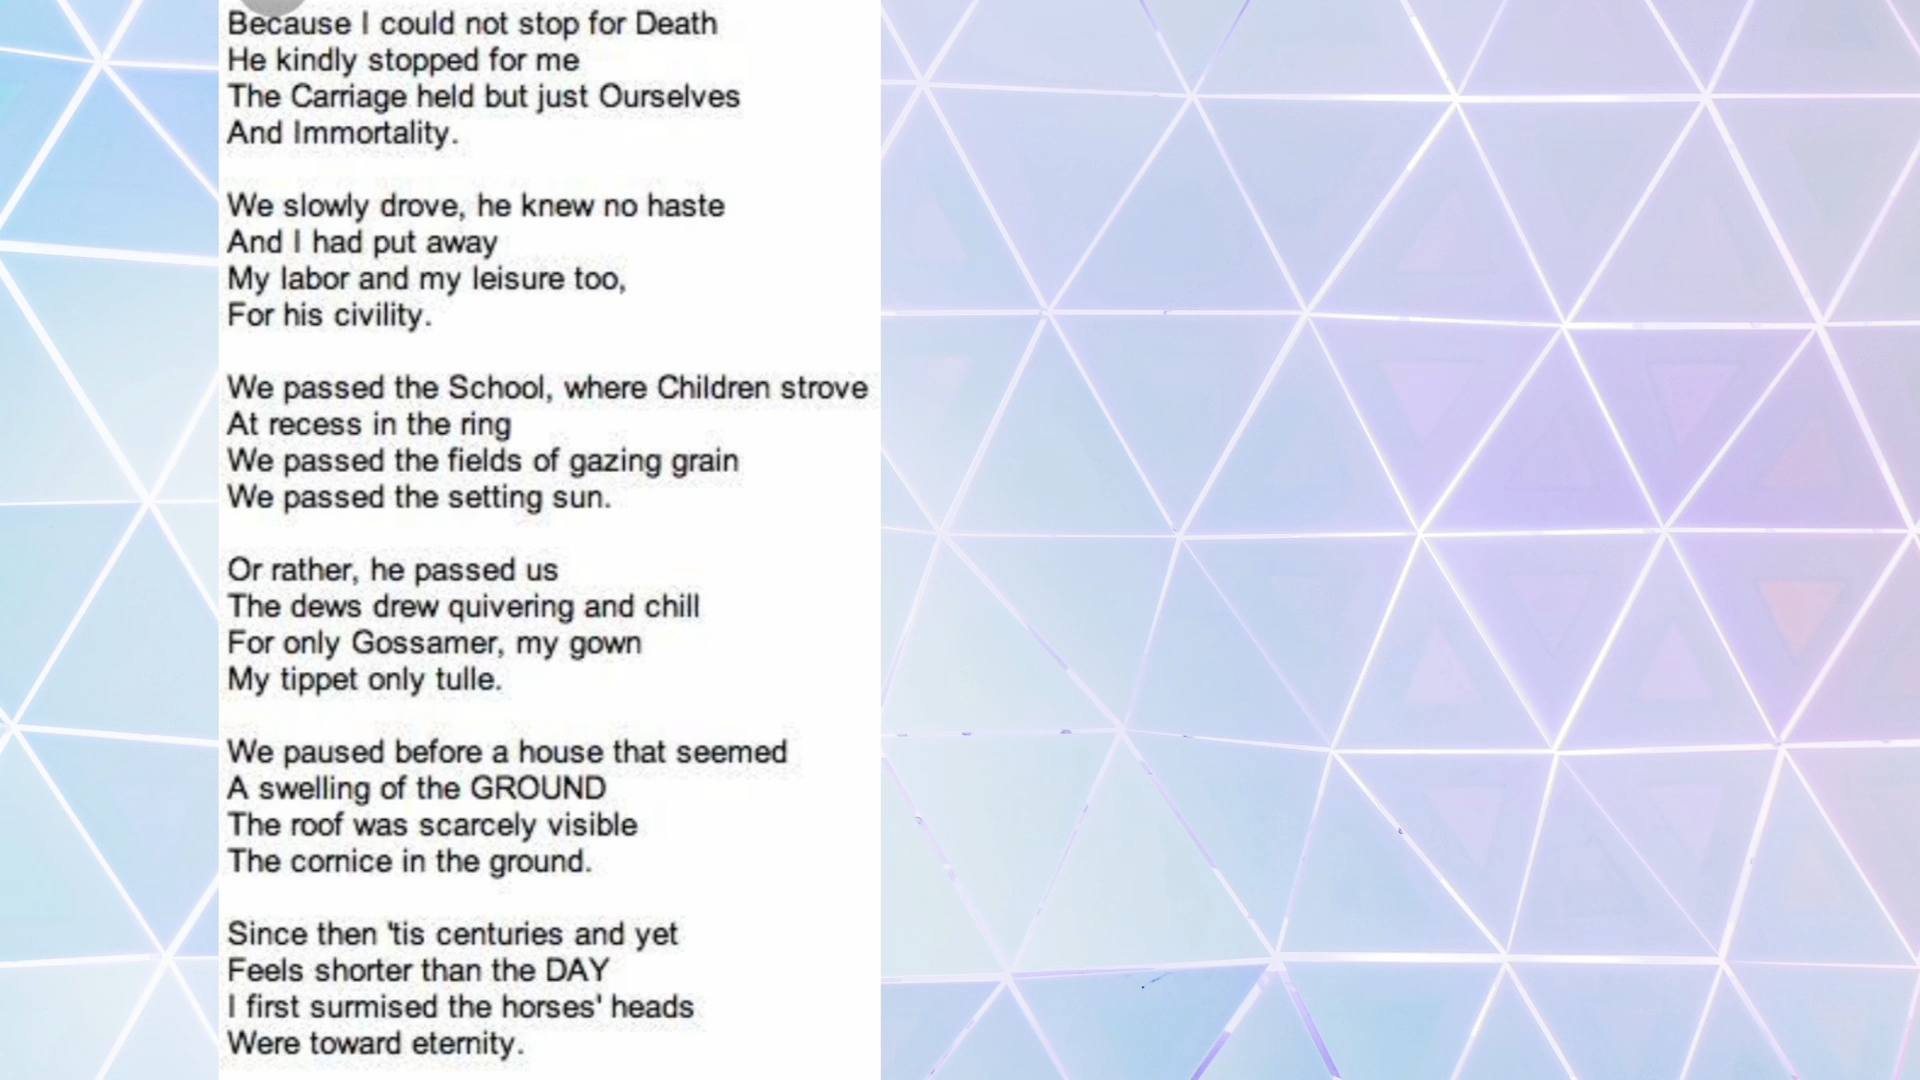 Because I could not stop for Death
He kindly stopped for me
The Carriage held but just Ourselves
And Immortality.
We slowly drove, he knew no haste
And I had put away
My labor and my leisure too,
For his civility.
We passed the School, where Children strove
At recess in the ring
We passed the fields of gazing grain
We passed the setting sun.
Or rather, he passed us
The dews drew quivering and chill
For only Gossamer, my gown
My tippet only tulle.
We paused before a house that seemed
A swelling of the GROUND
The roof was scarcely visible
The cornice in the ground.
Since then 'tis centuries and yet
Feels shorter than the DAY
I first surmised the horses' heads
Were toward eternity.